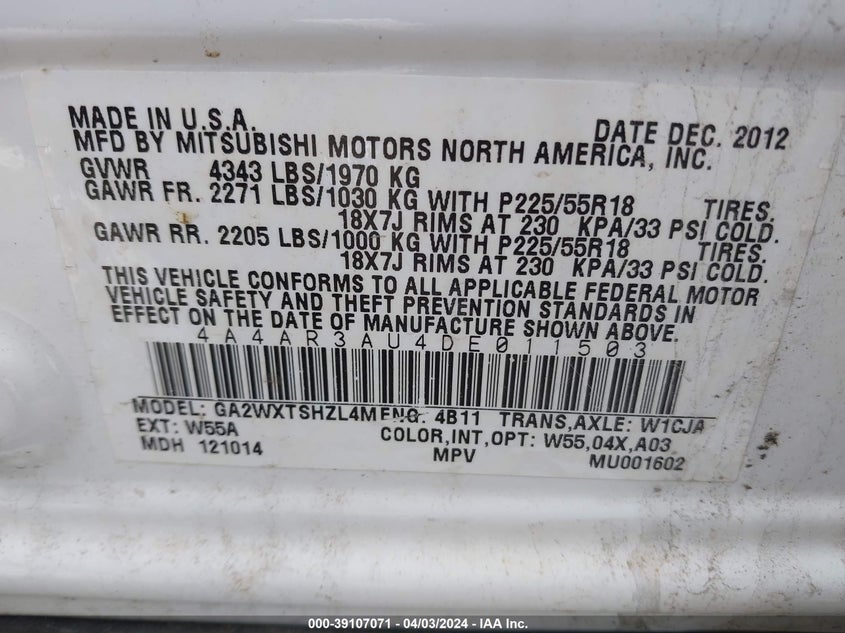 MADE IN U.S.A. DATE DEC. 2012
MFD BY MITSUBISHI MOTORS NORTH AMERICA, INC.
GVWR 4343 LBS/1970 KG
GAWR FR. 2271 LBS/1030 KG WITH P225/55R18 TIRES.
18X7J RIMS AT 230 KPA/33 PSI COLD.
GAWR RR. 2205 LBS/1000 KG WITH P225/55R18 TIRES.
18X7J RIMS AT 230 KPA/33 PSI COLD.
THIS VEHICLE CONFORMS TO ALL APPLICABLE FEDERAL MOTOR
VEHICLE SAFETY AND THEFT PREVENTION STANDARDS IN
EFFECT ON THE DATE OF MANUFACTURE SHOWN ABOVE.
4A4AR3AU4DE011503
MODEL: GA2WXTSHZL4M ENG. 4B11 TRANS,AXLE: W1CJA
EXT: W55A COLOR,INT,OPT: W55,04X,A03
MDH 121014 MPV MU001602
000-39107071 - 04/03/2024 - IAA Inc.